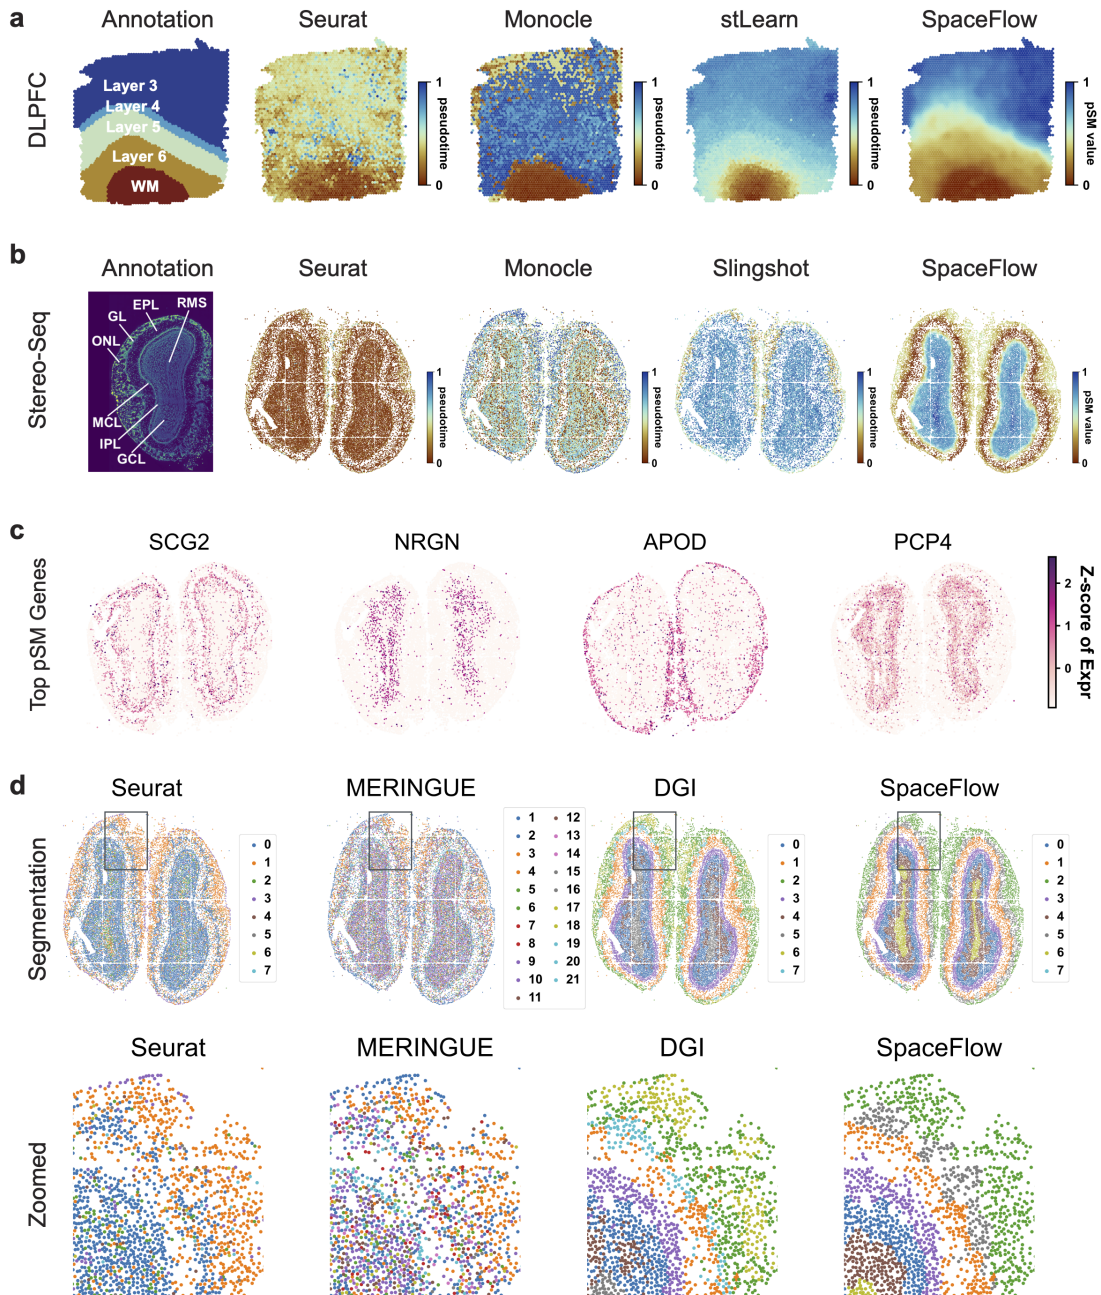 a
Annotation
Seurat
Monocle
stLearn
SpaceFlow
DLPFC
Layer 3
Layer 4
Layer 5
Layer 6
WM
1
pseudotime
0
1
pseudotime
0
1
pseudotime
0
1
pSM value
0
b
Annotation
Seurat
Monocle
Slingshot
SpaceFlow
Stereo-Seq
EPL
RMS
GL
ONL
MCL
IPL
GCL
1
pseudotime
0
1
pseudotime
0
1
pseudotime
0
1
pSM value
0
c
SCG2
NRGN
APOD
PCP4
Top pSM Genes
2
1
0
Z-score of Expr
d
Seurat
MERINGUE
DGI
SpaceFlow
Segmentation
0
1
2
3
4
5
6
7
1
2
3
4
5
6
7
8
9
10
11
12
13
14
15
16
17
18
19
20
21
0
1
2
3
4
5
6
7
0
1
2
3
4
5
6
7
Seurat
MERINGUE
DGI
SpaceFlow
Zoomed